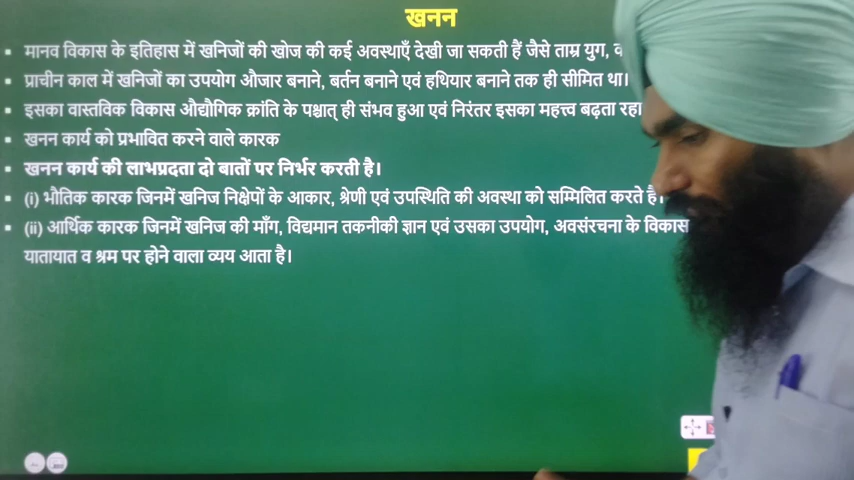 खनन
मानव विकास के इतिहास में खनिजों की खोज की कई अवस्थाएँ देखी जा सकती हैं जैसे ताम्र युग,
प्राचीन काल में खनिजों का उपयोग औजार बनाने, बर्तन बनाने एवं हथियार बनाने तक ही सीमित था।
इसका वास्तविक विकास औद्योगिक क्रांति के पश्चात् ही संभव हुआ एवं निरंतर इसका महत्त्व बढ़ता रहा
खनन कार्य को प्रभावित करने वाले कारक
खनन कार्य की लाभप्रदता दो बातों पर निर्भर करती है।
(i) भौतिक कारक जिनमें खनिज निक्षेपों के आकार, श्रेणी एवं उपस्थिति की अवस्था को सम्मिलित करते हैं।
(ii) आर्थिक कारक जिनमें खनिज की माँग, विद्यमान तकनीकी ज्ञान एवं उसका उपयोग, अवसंरचना के विकास
यातायात व श्रम पर होने वाला व्यय आता है।